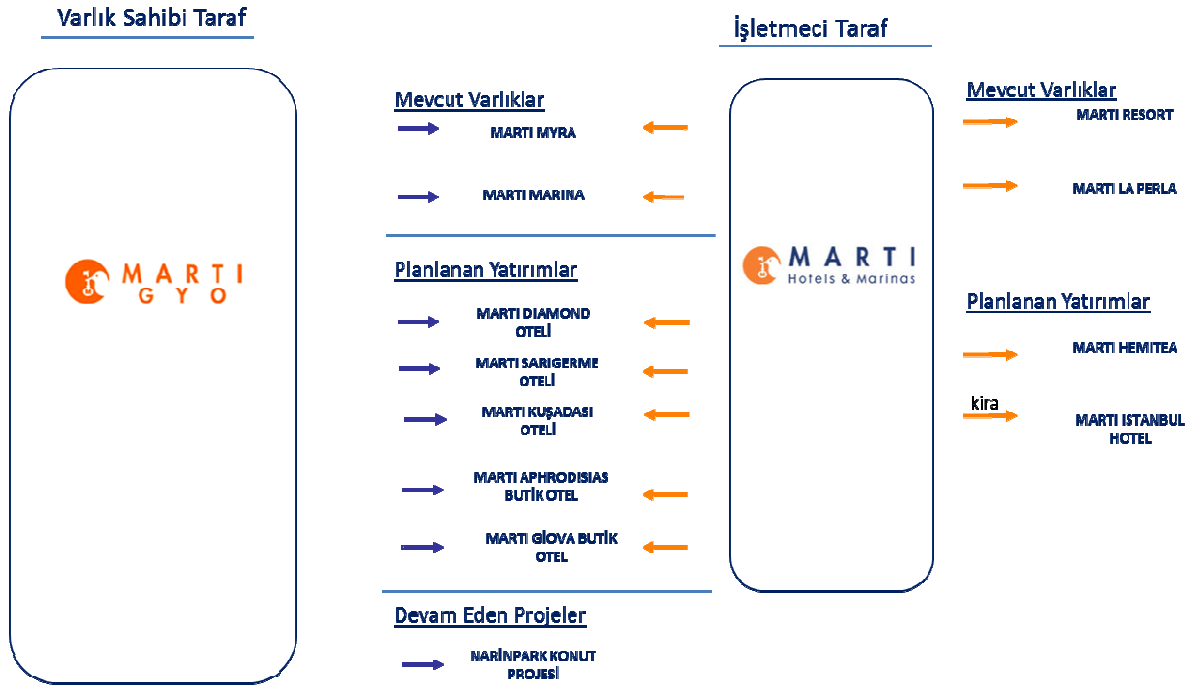 Varlık Sahibi Taraf
İşletmeci Taraf
MARTI
GYO
Mevcut Varlıklar
MARTI MYRA
MARTI MARINA
Planlanan Yatırımlar
MARTI DIAMOND
OTELİ
MARTI SARIGERME
OTELİ
MARTI KUŞADASI
OTELİ
MARTI APHRODISIAS
BUTİK OTEL
MARTI GİOVA BUTİK
OTEL
Devam Eden Projeler
NARİNPARK KONUT
PROJESİ
MARTI
Hotels & Marinas
Mevcut Varlıklar
MARTI RESORT
MARTI LA PERLA
Planlanan Yatırımlar
MARTI HEMITEA
kira
MARTI ISTANBUL
HOTEL